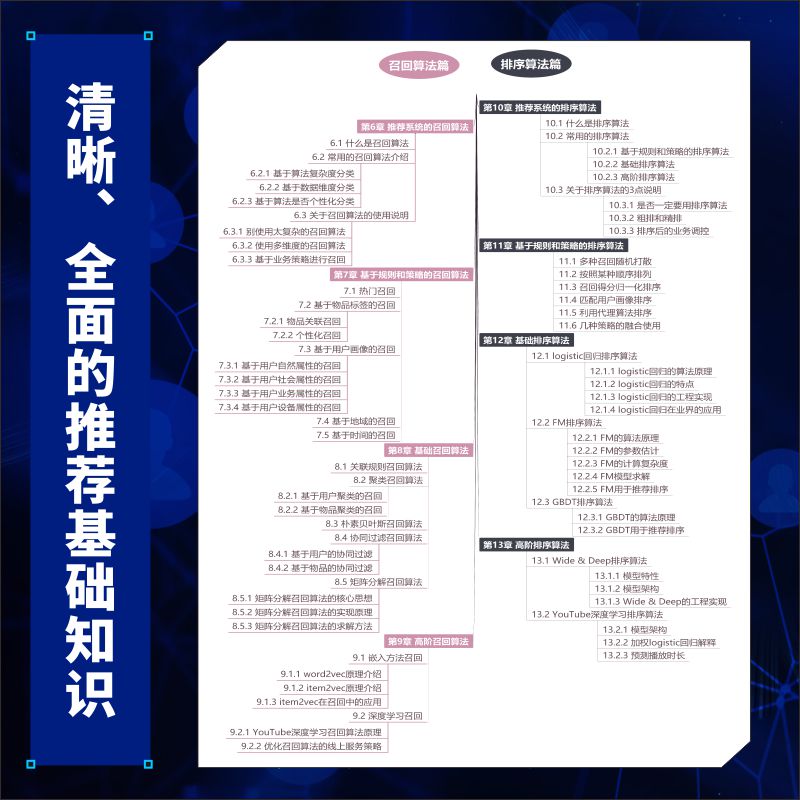 清晰、全面的推荐基础知识
召回算法篇
第6章 推荐系统的召回算法
6.1 什么是召回算法
6.2 常用的召回算法介绍
6.2.1 基于算法复杂度分类
6.2.2 基于数据维度分类
6.2.3 基于算法是否个性化分类
6.3 关于召回算法的使用说明
6.3.1 别使用太复杂的召回算法
6.3.2 使用多维度的召回算法
6.3.3 基于业务策略进行召回
第7章 基于规则和策略的召回算法
7.1 热门召回
7.2 基于物品标签的召回
7.2.1 物品关联召回
7.2.2 个性化召回
7.3 基于用户画像的召回
7.3.1 基于用户自然属性的召回
7.3.2 基于用户社会属性的召回
7.3.3 基于用户业务属性的召回
7.3.4 基于用户设备属性的召回
7.4 基于地域的召回
7.5 基于时间的召回
第8章 基础召回算法
8.1 关联规则召回算法
8.2 聚类召回算法
8.2.1 基于用户聚类的召回
8.2.2 基于物品聚类的召回
8.3 朴素贝叶斯召回算法
8.4 协同过滤召回算法
8.4.1 基于用户的协同过滤
8.4.2 基于物品的协同过滤
8.5 矩阵分解召回算法
8.5.1 矩阵分解召回算法的核心思想
8.5.2 矩阵分解召回算法的实现原理
8.5.3 矩阵分解召回算法的求解方法
第9章 高阶召回算法
9.1 嵌入方法召回
9.1.1 word2vec原理介绍
9.1.2 item2vec原理介绍
9.1.3 item2vec在召回中的应用
9.2 深度学习召回
9.2.1 YouTube深度学习召回算法原理
9.2.2 优化召回算法的线上服务策略
排序算法篇
第10章 推荐系统的排序算法
10.1 什么是排序算法
10.2 常用的排序算法
10.2.1 基于规则和策略的排序算法
10.2.2 基础排序算法
10.2.3 高阶排序算法
10.3 关于排序算法的3点说明
10.3.1 是否一定要用排序算法
10.3.2 粗排和精排
10.3.3 排序后的业务调控
第11章 基于规则和策略的排序算法
11.1 多种召回随机打散
11.2 按照某种顺序排列
11.3 召回得分归一化排序
11.4 匹配用户画像排序
11.5 利用代理算法排序
11.6 几种策略的融合使用
第12章 基础排序算法
12.1 logistic回归排序算法
12.1.1 logistic回归的算法原理
12.1.2 logistic回归的特点
12.1.3 logistic回归的工程实现
12.1.4 logistic回归在业界的应用
12.2 FM排序算法
12.2.1 FM的算法原理
12.2.2 FM的参数估计
12.2.3 FM的计算复杂度
12.2.4 FM模型求解
12.2.5 FM用于推荐排序
12.3 GBDT排序算法
12.3.1 GBDT的算法原理
12.3.2 GBDT用于推荐排序
第13章 高阶排序算法
13.1 Wide & Deep排序算法
13.1.1 模型特性
13.1.2 模型架构
13.1.3 Wide & Deep的工程实现
13.2 YouTube深度学习排序算法
13.2.1 模型架构
13.2.2 加权logistic回归解释
13.2.3 预测播放时长